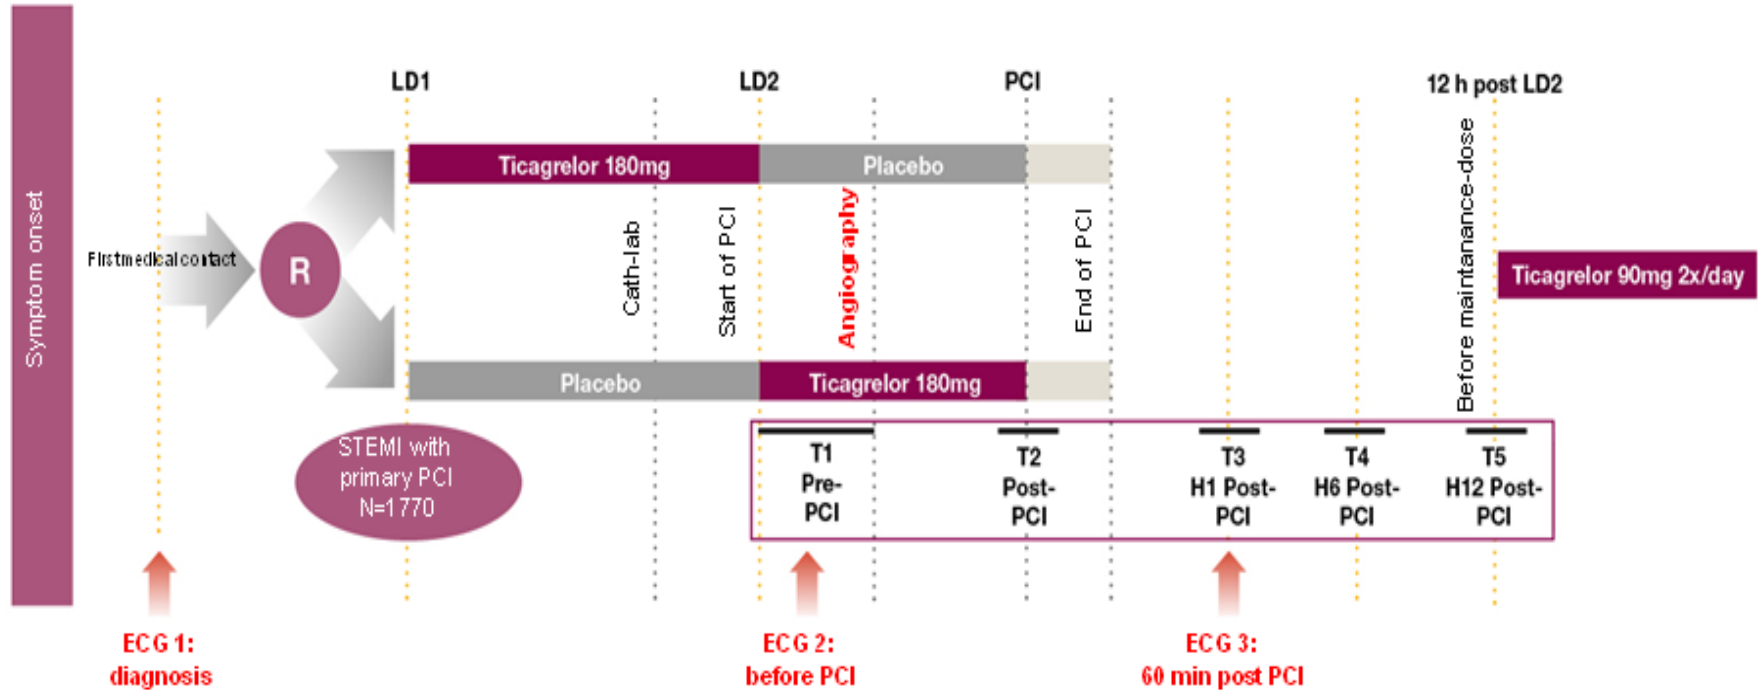 Symptom onset
First medical contact
R
LD1
LD2
PCI
12 h post LD2
Ticagrelor 180mg
Placebo
Cath-lab
Start of PCI
Angiography
End of PCI
Before maintanance-dose
Ticagrelor 90mg 2x/day
Placebo
Ticagrelor 180mg
STEMI with
primary PCI
N=1770
T1
Pre-
PCI
T2
Post-
PCI
T3
H1 Post-
PCI
T4
H6 Post-
PCI
T5
H12 Post-
PCI
ECG 1:
diagnosis
ECG 2:
before PCI
ECG 3:
60 min post PCI